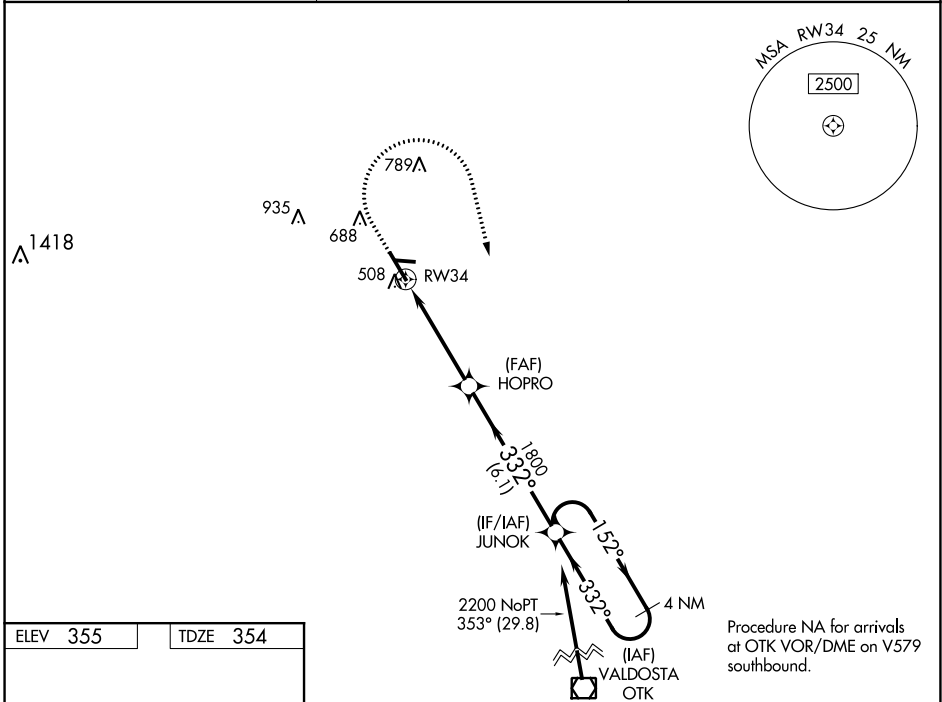 MSA RW34 25 NM
2500
789
935
688
1418
508
RW34
(FAF)
HOPRO
1800
332°
(6.1)
(IF/IAF)
JUNOK
152°
332°
4 NM
2200 NoPT
353° (29.8)
(IAF)
VALDOSTA
OTK
Procedure NA for arrivals
at OTK VOR/DME on V579
southbound.
ELEV 355
TDZE 354